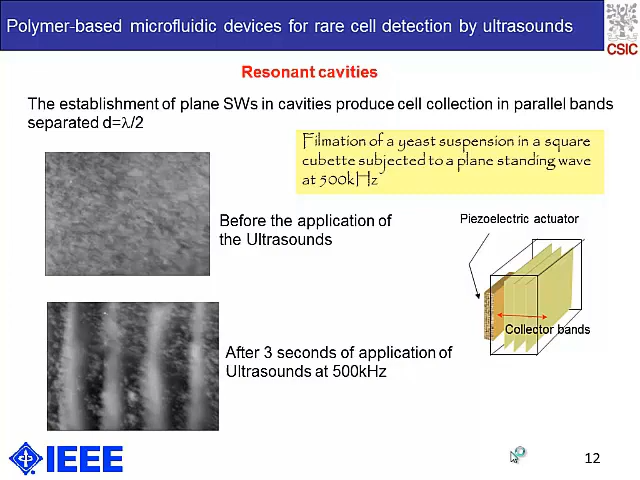 Polymer-based microfluidic devices for rare cell detection by ultrasounds
CSIC
Resonant cavities
The establishment of plane SWs in cavities produce cell collection in parallel bands
separated d=λ/2
Filmation of a yeast suspension in a square
cubette subjected to a plane standing wave
at 500kHz
Before the application of
the Ultrasounds
Piezoelectric actuator
Collector bands
After 3 seconds of application of
Ultrasounds at 500kHz
IEEE
12